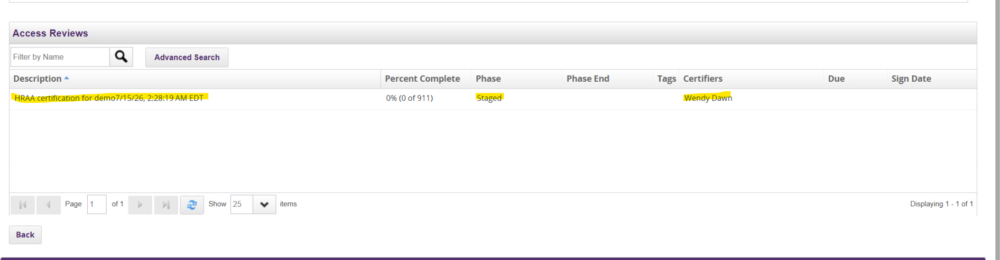 Access Reviews
Filter by Name
Advanced Search
Description Percent Complete Phase Phase End Tags Certifiers Due Sign Date
HRAA certification for demo7/15/26, 2:28:19 AM EDT 0% (0 of 911) Staged Wendy Dawn
Page 1 of 1 Show 25 items Displaying 1 - 1 of 1
Back